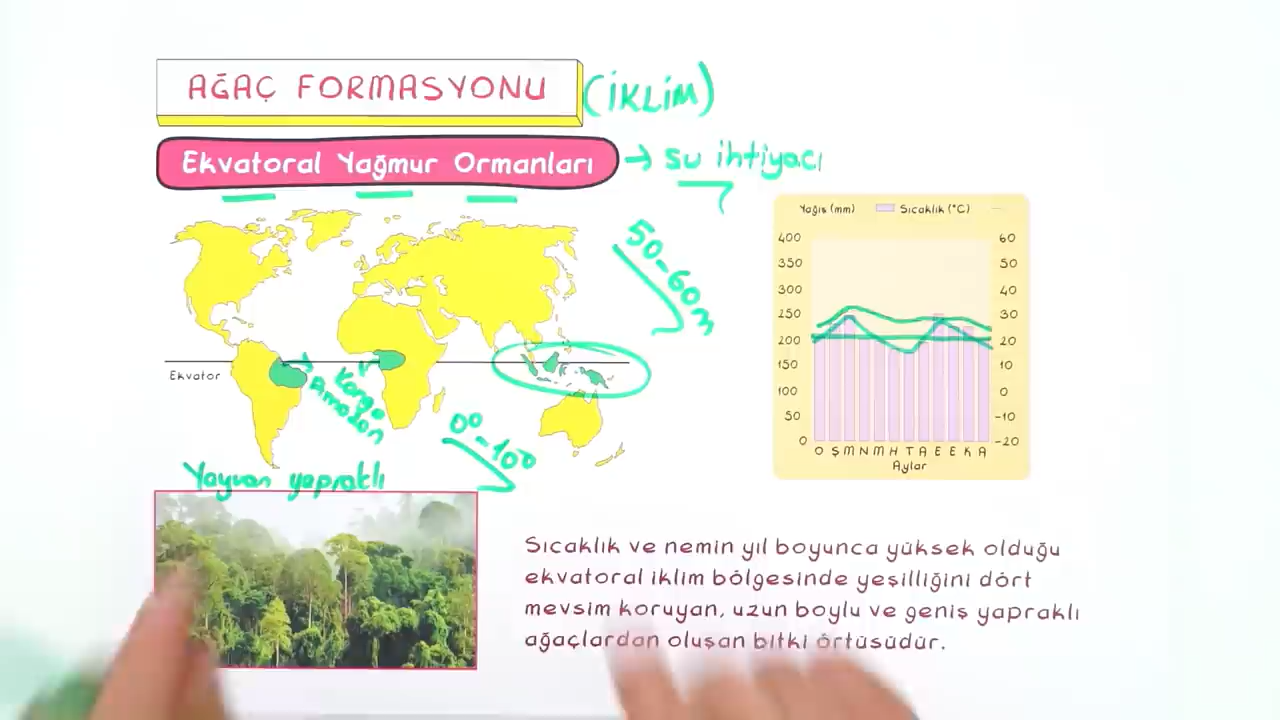 AĞAÇ FORMASYONU (İKLİM)
Ekvatoral Yağmur Ormanları → su ihtiyacı
50-60m
Ekvator
Kongo
Amazon
0°-10°
Yayvan yapraklı
Yağış (mm) Sıcaklık (°C)
400 60
350 50
300 40
250 30
200 20
150 10
100 0
50 -10
0 -20
O Ş M N M H T A E E K A
Aylar
Sıcaklık ve nemin yıl boyunca yüksek olduğu
ekvatoral iklim bölgesinde yeşilliğini dört
mevsim koruyan, uzun boylu ve geniş yapraklı
ağaçlardan oluşan bitki örtüsüdür.